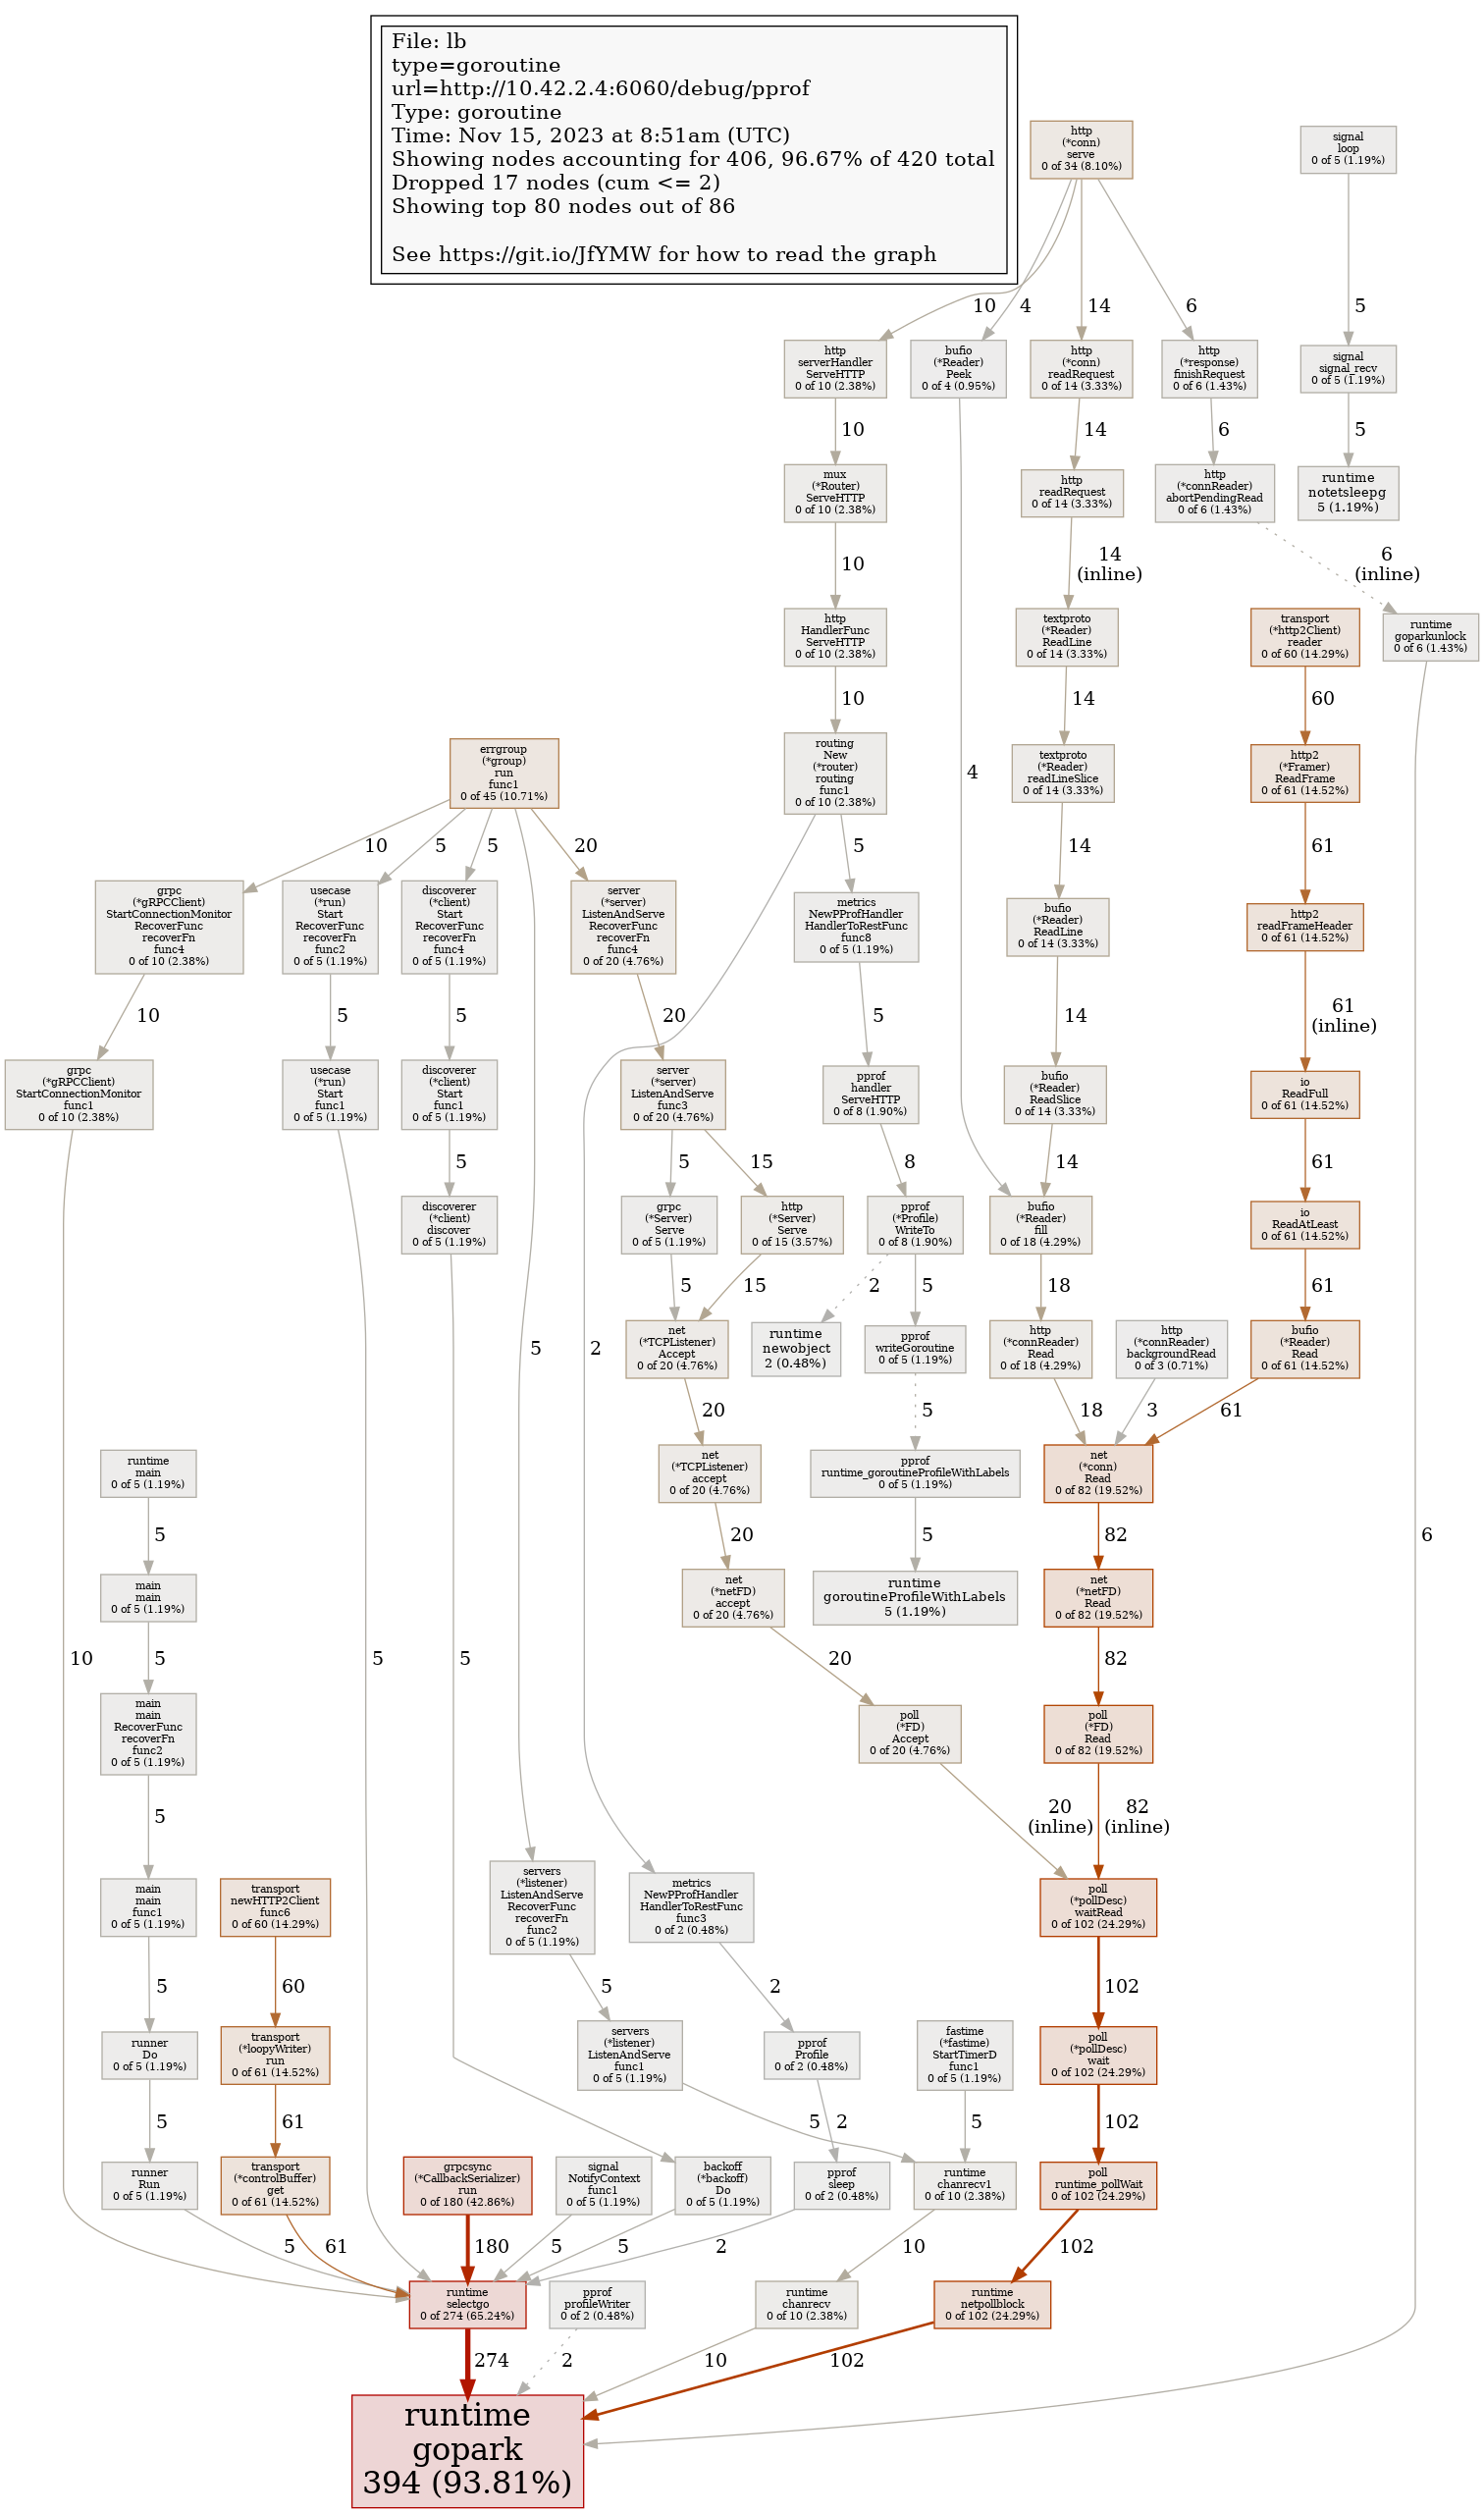 File: lb
type=goroutine
url=http://10.42.2.4:6060/debug/pprof
Type: goroutine
Time: Nov 15, 2023 at 8:51am (UTC)
Showing nodes accounting for 406, 96.67% of 420 total
Dropped 17 nodes (cum <= 2)
Showing top 80 nodes out of 86
See https://git.io/JfYMW for how to read the graph
http
(*conn)
serve
0 of 34 (8.10%)
signal
loop
0 of 5 (1.19%)
10
4
14
6
5
http
serverHandler
ServeHTTP
0 of 10 (2.38%)
bufio
(*Reader)
Peek
0 of 4 (0.95%)
http
(*conn)
readRequest
0 of 14 (3.33%)
http
(*response)
finishRequest
0 of 6 (1.43%)
signal
signal_recv
0 of 5 (1.19%)
10
14
6
5
mux
(*Router)
ServeHTTP
0 of 10 (2.38%)
http
readRequest
0 of 14 (3.33%)
http
(*connReader)
abortPendingRead
0 of 6 (1.43%)
runtime
notetsleepg
5 (1.19%)
10
14
(inline)
6
(inline)
http
HandlerFunc
ServeHTTP
0 of 10 (2.38%)
textproto
(*Reader)
ReadLine
0 of 14 (3.33%)
transport
(*http2Client)
reader
0 of 60 (14.29%)
runtime
goparkunlock
0 of 6 (1.43%)
10
14
60
errgroup
(*group)
run
func1
0 of 45 (10.71%)
routing
New
(*router)
routing
func1
0 of 10 (2.38%)
4
textproto
(*Reader)
readLineSlice
0 of 14 (3.33%)
http2
(*Framer)
ReadFrame
0 of 61 (14.52%)
10
5
5
20
5
14
61
grpc
(*gRPCClient)
StartConnectionMonitor
RecoverFunc
recoverFn
func4
0 of 10 (2.38%)
usecase
(*run)
Start
RecoverFunc
recoverFn
func2
0 of 5 (1.19%)
discoverer
(*client)
Start
RecoverFunc
recoverFn
func4
0 of 5 (1.19%)
server
(*server)
ListenAndServe
RecoverFunc
recoverFn
func4
0 of 20 (4.76%)
metrics
NewPProfHandler
HandlerToRestFunc
func8
0 of 5 (1.19%)
bufio
(*Reader)
ReadLine
0 of 14 (3.33%)
http2
readFrameHeader
0 of 61 (14.52%)
10
5
5
20
5
14
61
(inline)
grpc
(*gRPCClient)
StartConnectionMonitor
func1
0 of 10 (2.38%)
usecase
(*run)
Start
func1
0 of 5 (1.19%)
discoverer
(*client)
Start
func1
0 of 5 (1.19%)
server
(*server)
ListenAndServe
func3
0 of 20 (4.76%)
pprof
handler
ServeHTTP
0 of 8 (1.90%)
bufio
(*Reader)
ReadSlice
0 of 14 (3.33%)
io
ReadFull
0 of 61 (14.52%)
5
5
15
8
14
61
discoverer
(*client)
discover
0 of 5 (1.19%)
grpc
(*Server)
Serve
0 of 5 (1.19%)
http
(*Server)
Serve
0 of 15 (3.57%)
pprof
(*Profile)
WriteTo
0 of 8 (1.90%)
bufio
(*Reader)
fill
0 of 18 (4.29%)
io
ReadAtLeast
0 of 61 (14.52%)
5
15
2
5
18
61
5
2
net
(*TCPListener)
Accept
0 of 20 (4.76%)
runtime
newobject
2 (0.48%)
pprof
writeGoroutine
0 of 5 (1.19%)
http
(*connReader)
Read
0 of 18 (4.29%)
http
(*connReader)
backgroundRead
0 of 3 (0.71%)
bufio
(*Reader)
Read
0 of 61 (14.52%)
20
5
18
3
61
runtime
main
0 of 5 (1.19%)
net
(*TCPListener)
accept
0 of 20 (4.76%)
pprof
runtime_goroutineProfileWithLabels
0 of 5 (1.19%)
net
(*conn)
Read
0 of 82 (19.52%)
5
20
5
82
6
main
main
0 of 5 (1.19%)
net
(*netFD)
accept
0 of 20 (4.76%)
runtime
goroutineProfileWithLabels
5 (1.19%)
net
(*netFD)
Read
0 of 82 (19.52%)
10
5
5
5
20
82
main
main
RecoverFunc
recoverFn
func2
0 of 5 (1.19%)
poll
(*FD)
Accept
0 of 20 (4.76%)
poll
(*FD)
Read
0 of 82 (19.52%)
5
20
(inline)
82
(inline)
main
main
func1
0 of 5 (1.19%)
transport
newHTTP2Client
func6
0 of 60 (14.29%)
servers
(*listener)
ListenAndServe
RecoverFunc
recoverFn
func2
0 of 5 (1.19%)
metrics
NewPProfHandler
HandlerToRestFunc
func3
0 of 2 (0.48%)
poll
(*pollDesc)
waitRead
0 of 102 (24.29%)
5
60
5
2
102
runner
Do
0 of 5 (1.19%)
transport
(*loopyWriter)
run
0 of 61 (14.52%)
servers
(*listener)
ListenAndServe
func1
0 of 5 (1.19%)
pprof
Profile
0 of 2 (0.48%)
fastime
(*fastime)
StartTimerD
func1
0 of 5 (1.19%)
poll
(*pollDesc)
wait
0 of 102 (24.29%)
5
61
5
2
5
102
runner
Run
0 of 5 (1.19%)
transport
(*controlBuffer)
get
0 of 61 (14.52%)
grpcsync
(*CallbackSerializer)
run
0 of 180 (42.86%)
signal
NotifyContext
func1
0 of 5 (1.19%)
backoff
(*backoff)
Do
0 of 5 (1.19%)
pprof
sleep
0 of 2 (0.48%)
runtime
chanrecv1
0 of 10 (2.38%)
poll
runtime_pollWait
0 of 102 (24.29%)
5
61
180
5
5
2
10
102
runtime
selectgo
0 of 274 (65.24%)
pprof
profileWriter
0 of 2 (0.48%)
runtime
chanrecv
0 of 10 (2.38%)
runtime
netpollblock
0 of 102 (24.29%)
274
2
10
102
runtime
gopark
394 (93.81%)